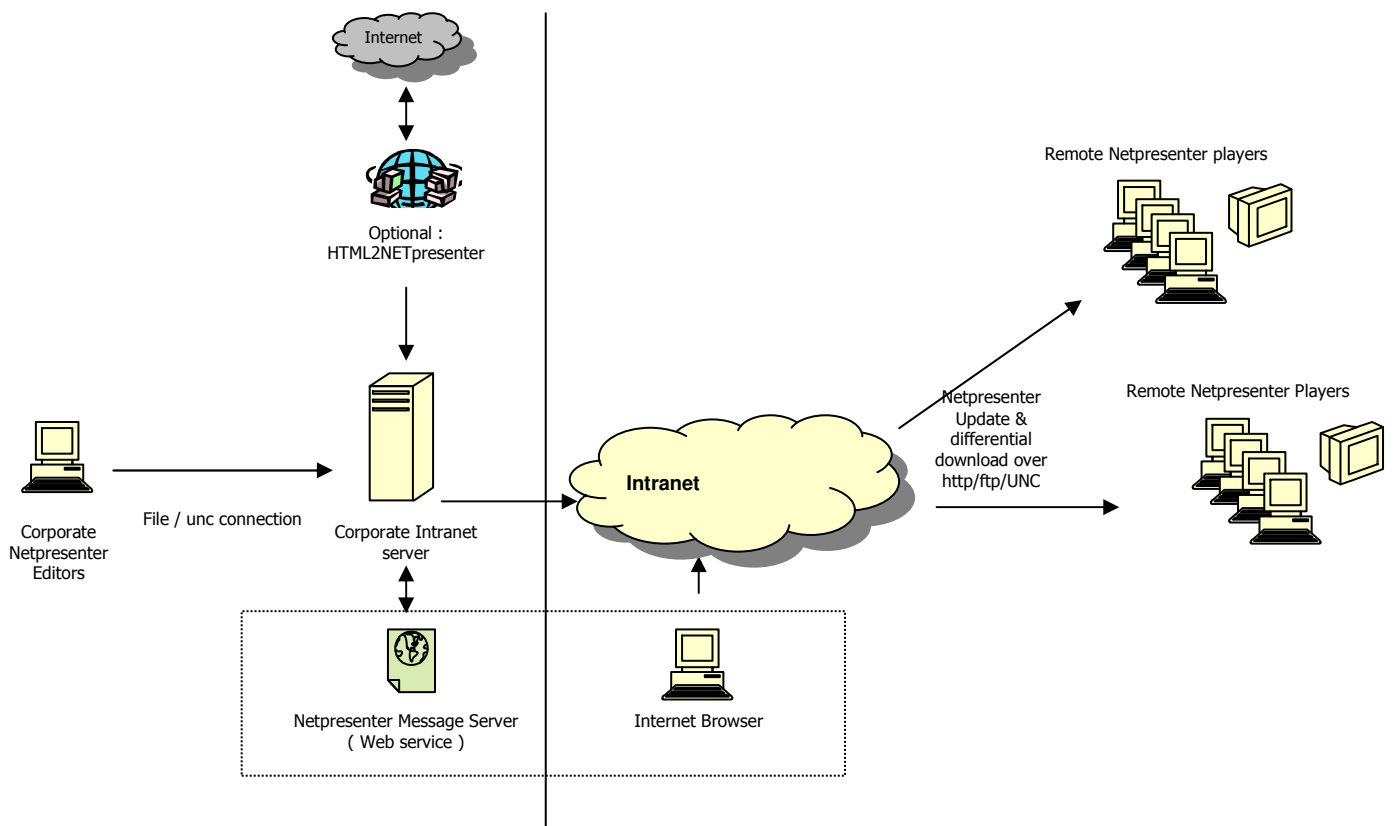 Internet
Optional :
HTML2NETpresenter
Remote Netpresenter players
Remote Netpresenter Players
Netpresenter
Update &
differential
download over
http/ftp/UNC
Intranet
File / unc connection
Corporate
Netpresenter
Editors
Corporate Intranet
server
Netpresenter Message Server
( Web service )
Internet Browser